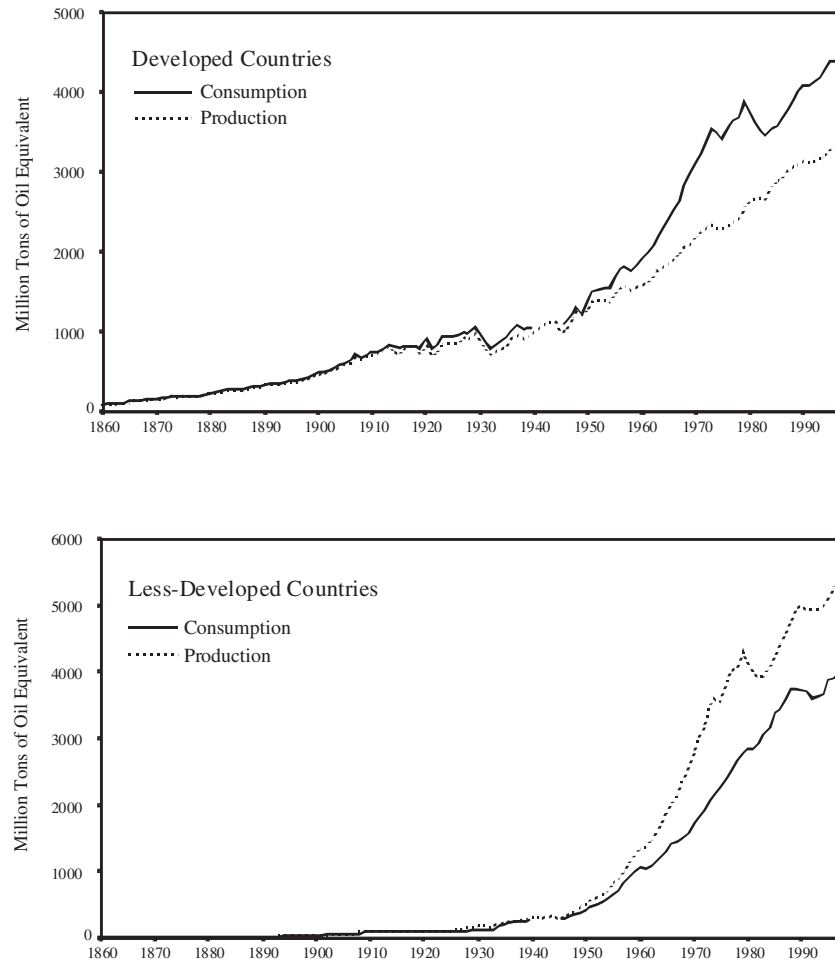 5000
Developed Countries
Consumption
Production
4000
3000
2000
1000
0
Million Tons of Oil Equivalent
1860 1870 1880 1890 1900 1910 1920 1930 1940 1950 1960 1970 1980 1990
6000
Less-Developed Countries
Consumption
Production
5000
4000
3000
2000
1000
0
Million Tons of Oil Equivalent
1860 1870 1880 1890 1900 1910 1920 1930 1940 1950 1960 1970 1980 1990